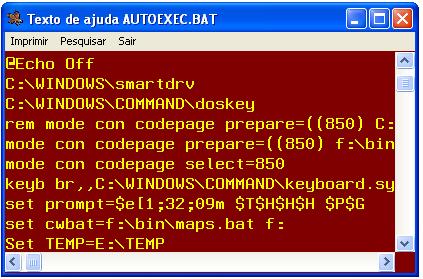 Texto de ajuda AUTOEXEC.BAT
Imprimir Pesquisar Sair
@Echo Off
C:\WINDOWS\smartdrv
C:\WINDOWS\COMMAND\doskey
rem mode con codepage prepare=((850) C:
mode con codepage prepare=((850) f:\bin
mode con codepage select=850
keyb br,,C:\WINDOWS\COMMAND\keyboard.sy
set prompt=$e[1;32;09m $T$H$H$H $P$G
set cwbat=f:\bin\maps.bat f:
Set TEMP=E:\TEMP